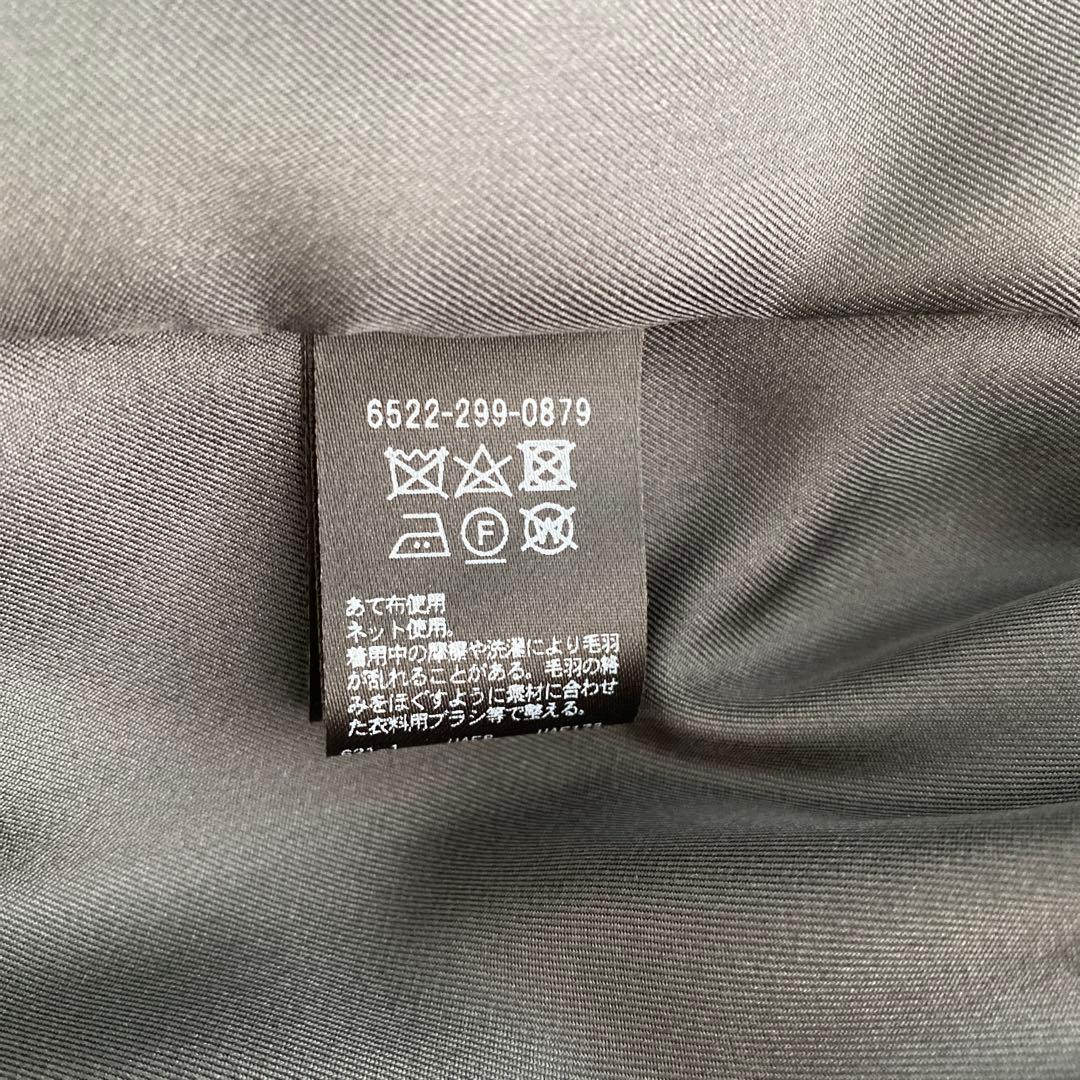 6522-299-0879
F
W
あて布使用
ネット使用。
着用中の摩擦や洗濯により毛羽
が乱れることがある。毛羽の絡
みをほぐすように素材に合わせ
た衣料用ブラシ等で整える。